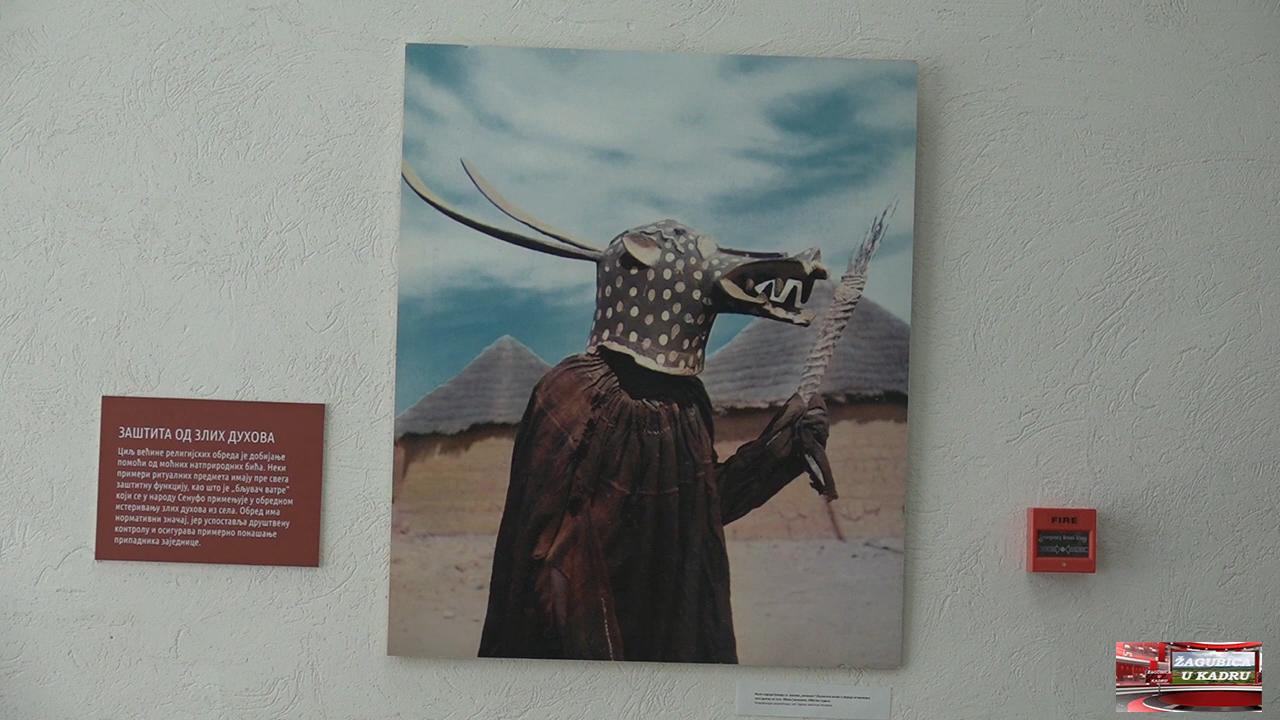 ЗАШТИТА ОД ЗЛИХ ДУХОВА
Циљ већине религијских обреда је добијање
помоћи од моћних натприродних бића. Неки
примери ритуалних предмета имају пре свега
заштитну функцију, као што је „бљувач ватре"
који се у народу Сенуфо примењује у обредном
истеривању злих духова из села. Обред има
нормативни значај, јер успоставља друштвену
контролу и осигурава примерно понашање
припадника заједнице.
FIRE
ŽAGUBICA
U KADRU
ŽAGUBICA
U KADRU